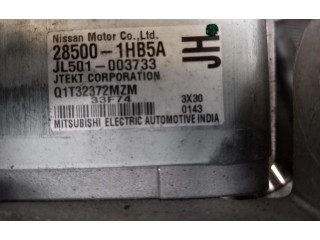 Nissan Motor Co.,Ltd.
28500-1HB5A
JL501-003733
JTEKT CORPORATION
Q1T32372MZM
33F74
3X30
0143
MITSUBISHI ELECTRIC AUTOMOTIVE INDIA
JH